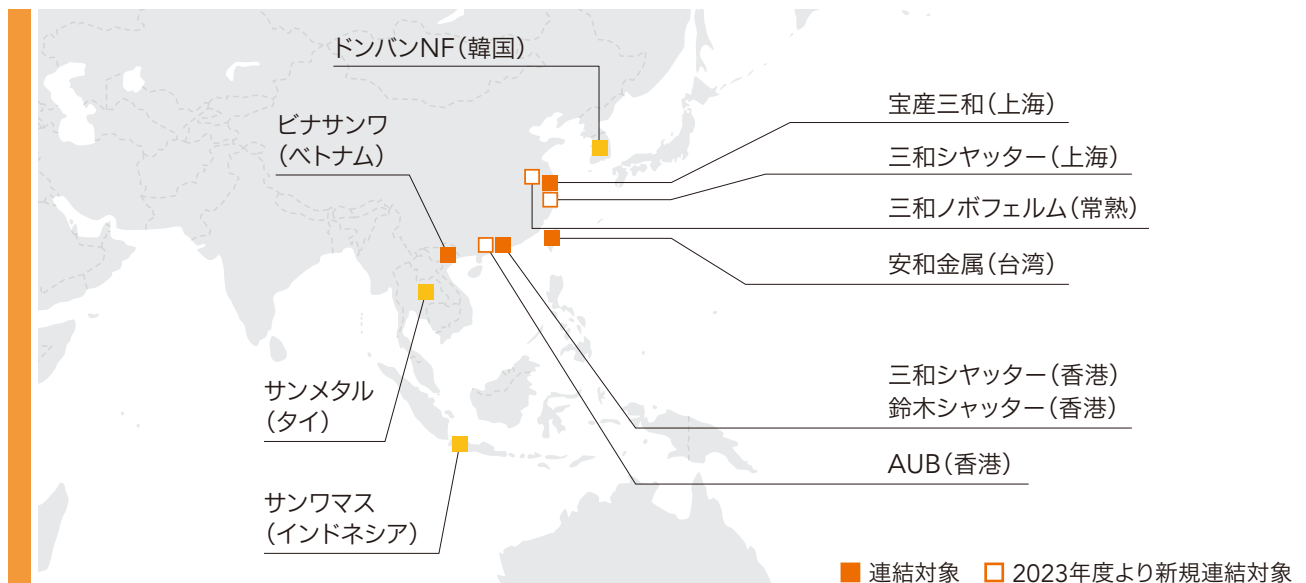 ドンバンNF（韓国）
ビナサンワ
（ベトナム）
宝産三和（上海）
三和シヤッター（上海）
三和ノボフェルム（常熟）
安和金属（台湾）
サンメタル
（タイ）
三和シヤッター（香港）
鈴木シャッター（香港）
AUB（香港）
サンワマス
（インドネシア）
連結対象
2023年度より新規連結対象